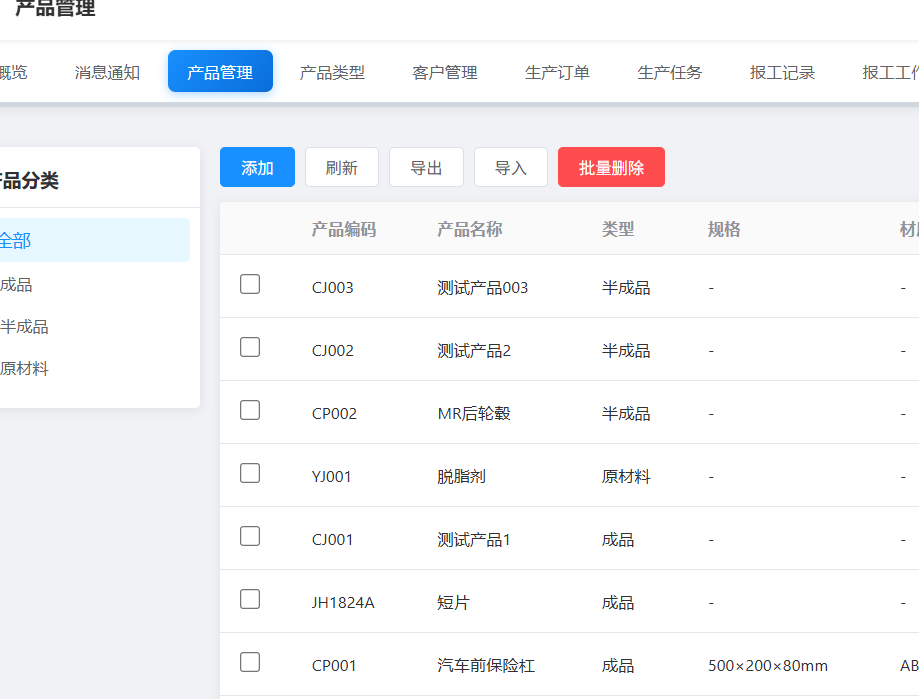 产品管理
概览 消息通知 产品管理 产品类型 客户管理 生产订单 生产任务 报工记录 报工工作
产品分类
全部
成品
半成品
原材料
添加 刷新 导出 导入 批量删除
产品编码 产品名称 类型 规格
CJ003 测试产品003 半成品 - -
CJ002 测试产品2 半成品 - -
CP002 MR后轮毂 半成品 - -
YJ001 脱脂剂 原材料 - -
CJ001 测试产品1 成品 - -
JH1824A 短片 成品 - -
CP001 汽车前保险杠 成品 500×200×80mm AB